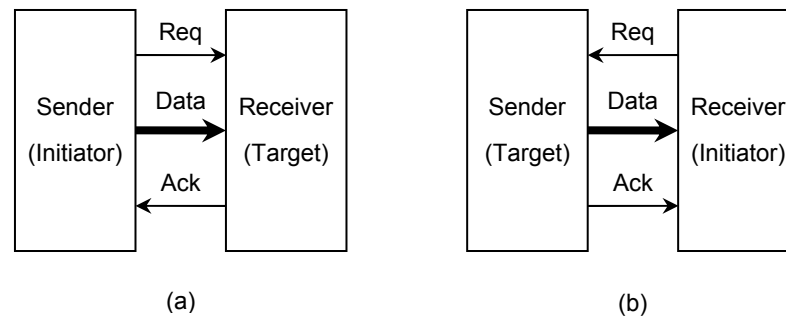 Req
Sender
(Initiator)
Data
Receiver
(Target)
Ack
(a)
Req
Sender
(Target)
Data
Receiver
(Initiator)
Ack
(b)